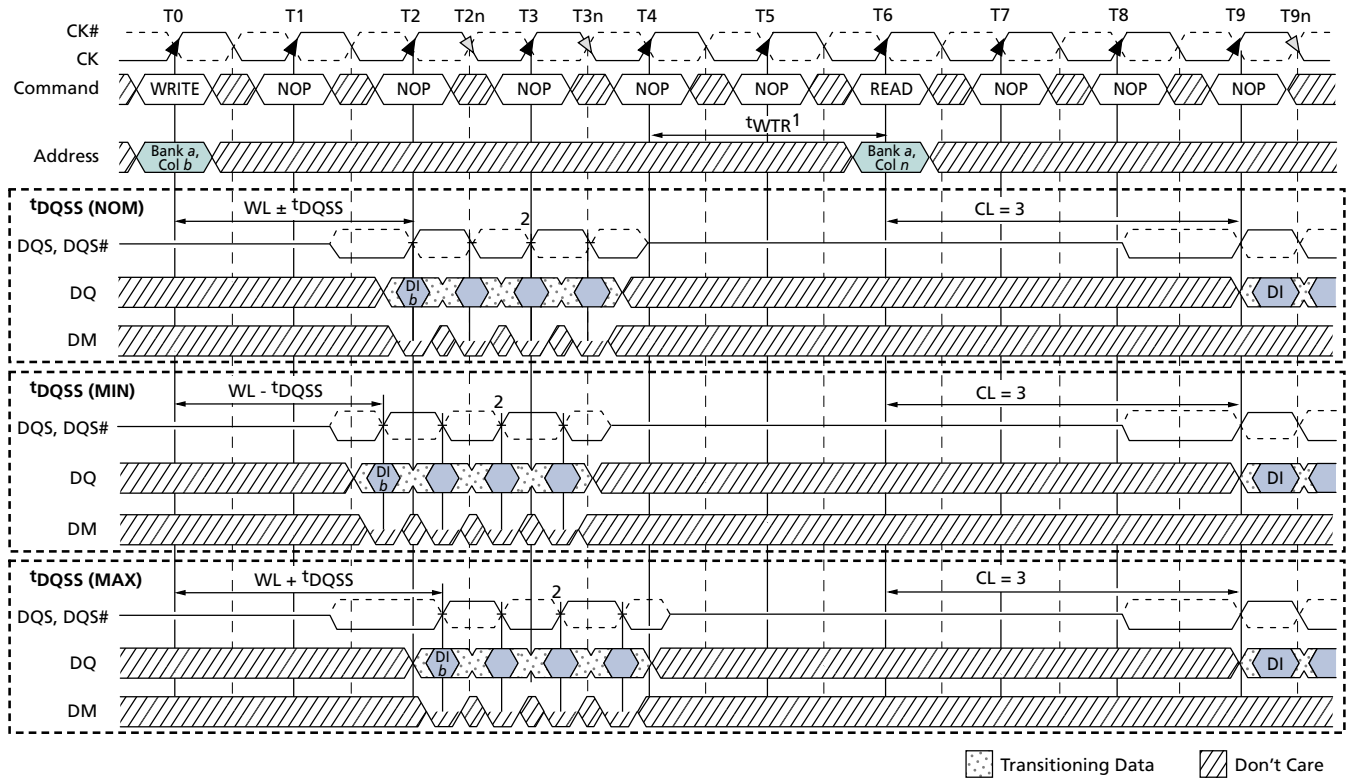 T0 T1 T2 T2n T3 T3n T4 T5 T6 T7 T8 T9 T9n
CK#
CK
Command WRITE NOP NOP NOP NOP NOP READ NOP NOP NOP
tWTR1
Address Bank a, Col b Bank a, Col n
tDQSS (NOM) WL ± tDQSS 2 CL = 3
DQS, DQS#
DQ DI b DI
DM
tDQSS (MIN) WL - tDQSS 2 CL = 3
DQS, DQS#
DQ DI b DI
DM
tDQSS (MAX) WL + tDQSS 2 CL = 3
DQS, DQS#
DQ DI b DI
DM
Transitioning Data Don't Care